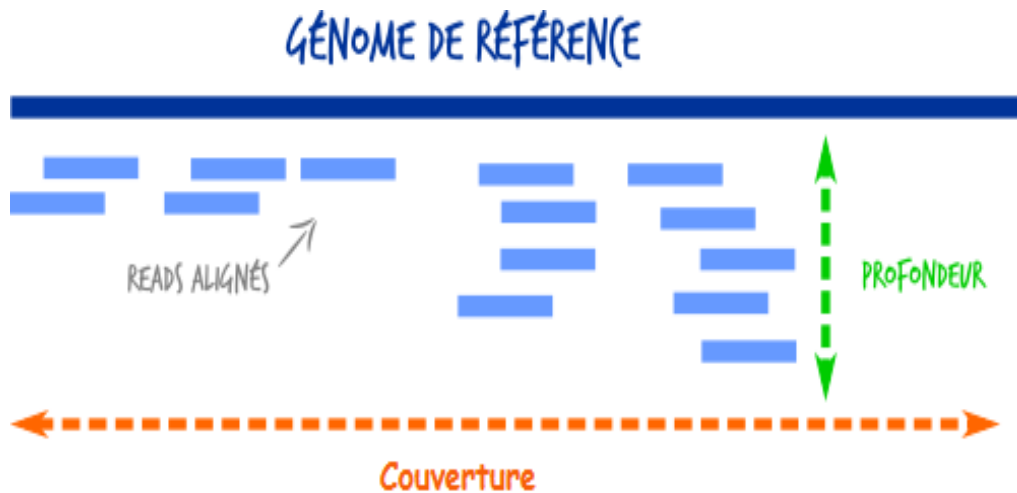 GÉNOME DE RÉFÉRENCE
READS ALIGNÉS
PROFONDEUR
Couverture